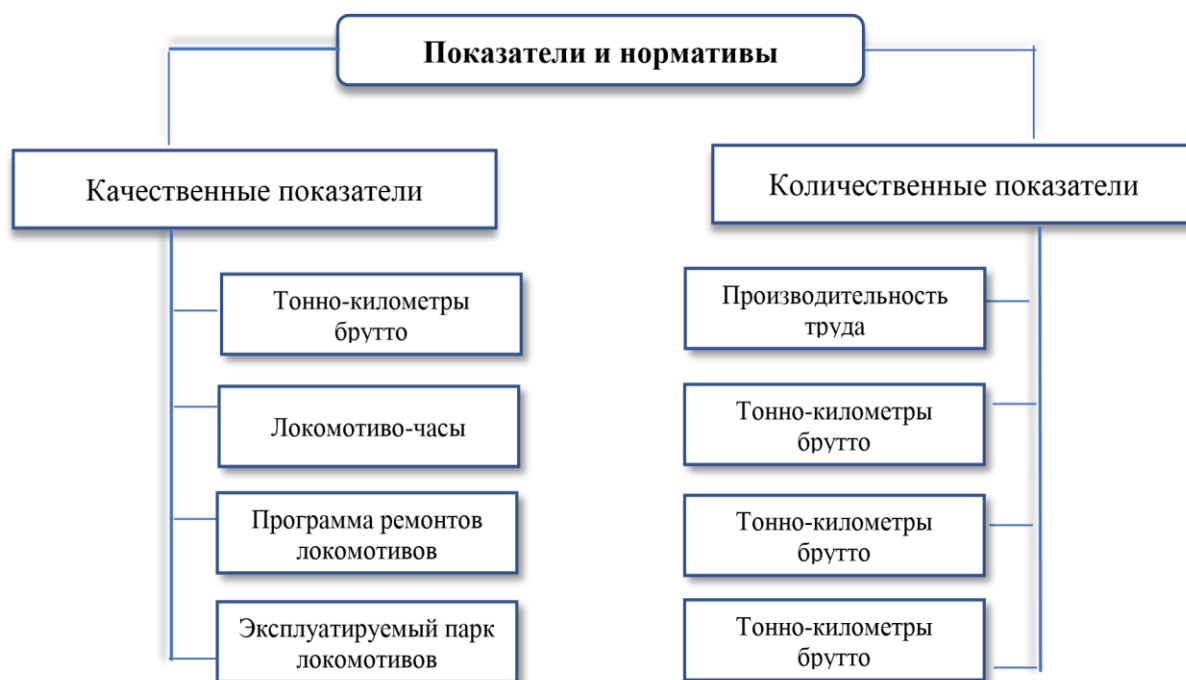 Показатели и нормативы
Качественные показатели
Количественные показатели
Тонно-километры
брутто
Локомотиво-часы
Программа ремонтов
локомотивов
Эксплуатируемый парк
локомотивов
Производительность
труда
Тонно-километры
брутто
Тонно-километры
брутто
Тонно-километры
брутто